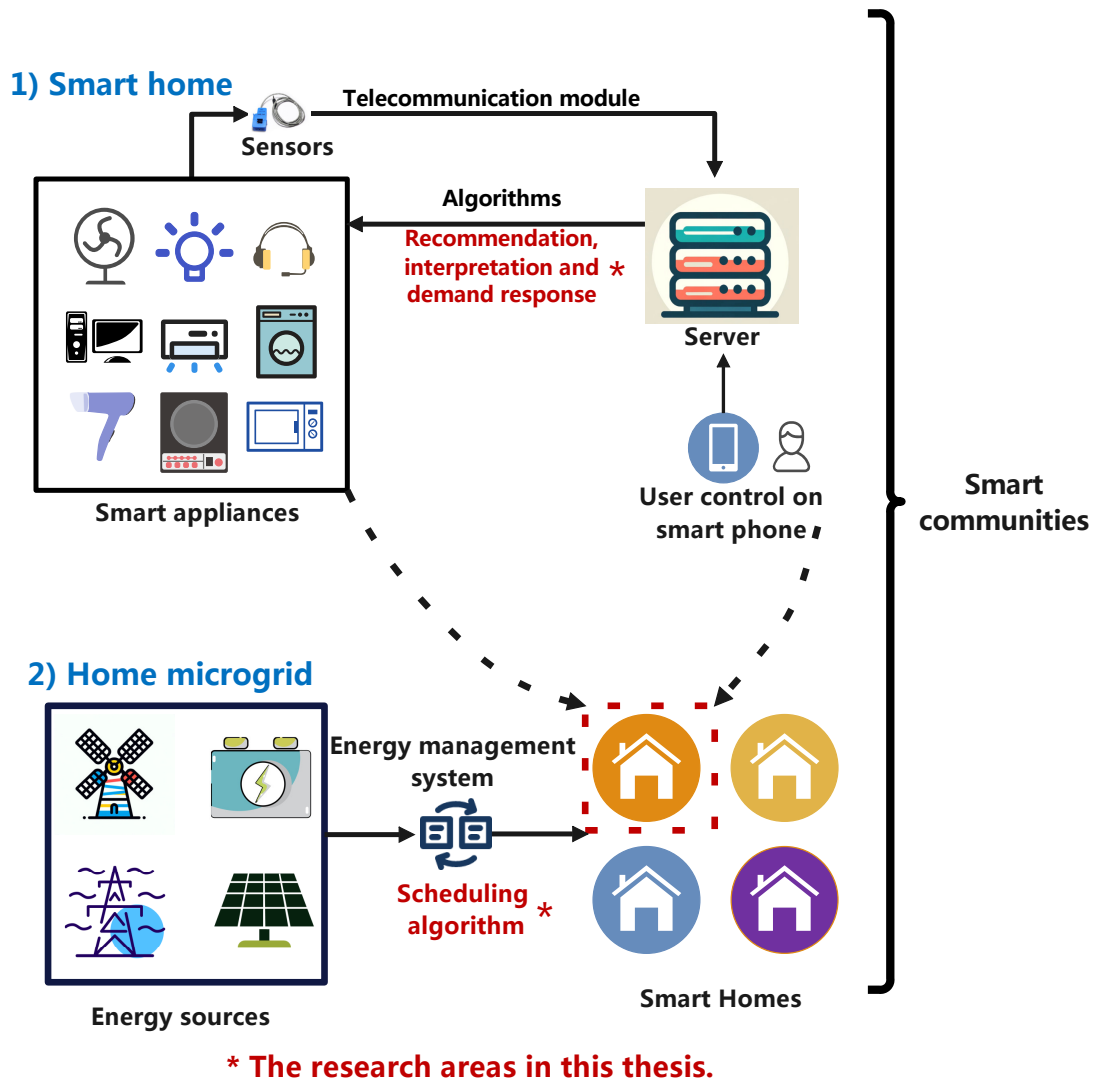 1) Smart home
Telecommunication module
Sensors
Algorithms
Recommendation,
interpretation and *
demand response
Server
Smart appliances
User control on
smart phone
Smart
communities
2) Home microgrid
Energy management
system
Scheduling
algorithm *
Energy sources
Smart Homes
* The research areas in this thesis.